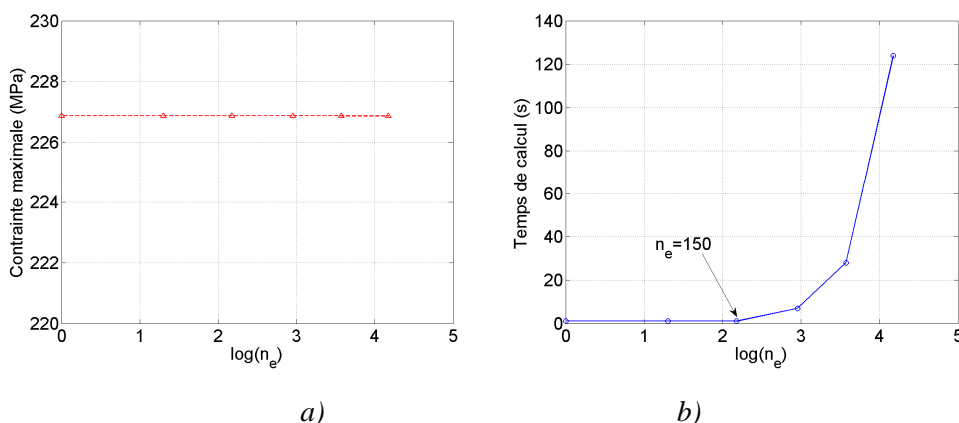 230
228
226
224
222
220
Contrainte maximale (MPa)
0 1 2 3 4 5
log(n_e)
a)
140
120
100
80
60
40
20
0
Temps de calcul (s)
n_e=150
0 1 2 3 4 5
log(n_e)
b)